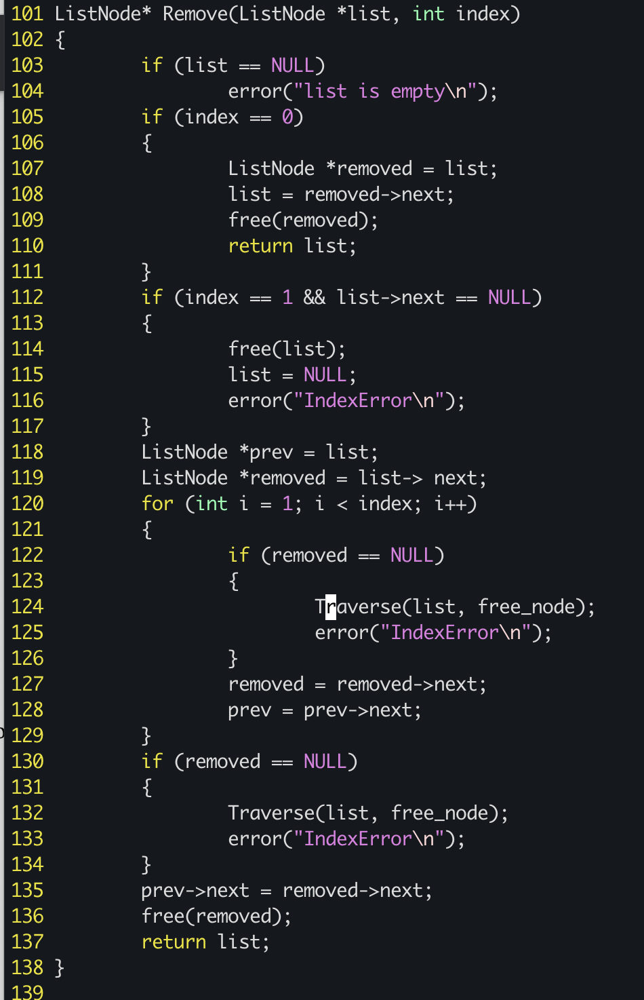 101 ListNode* Remove(ListNode *list, int index)
102 {
103         if (list == NULL)
104                 error("list is empty\n");
105         if (index == 0)
106         {
107                 ListNode *removed = list;
108                 list = removed->next;
109                 free(removed);
110                 return list;
111         }
112         if (index == 1 && list->next == NULL)
113         {
114                 free(list);
115                 list = NULL;
116                 error("IndexError\n");
117         }
118         ListNode *prev = list;
119         ListNode *removed = list-> next;
120         for (int i = 1; i < index; i++)
121         {
122                 if (removed == NULL)
123                 {
124                         Traverse(list, free_node);
125                         error("IndexError\n");
126                 }
127                 removed = removed->next;
128                 prev = prev->next;
129         }
130         if (removed == NULL)
131         {
132                 Traverse(list, free_node);
133                 error("IndexError\n");
134         }
135         prev->next = removed->next;
136         free(removed);
137         return list;
138 }
139